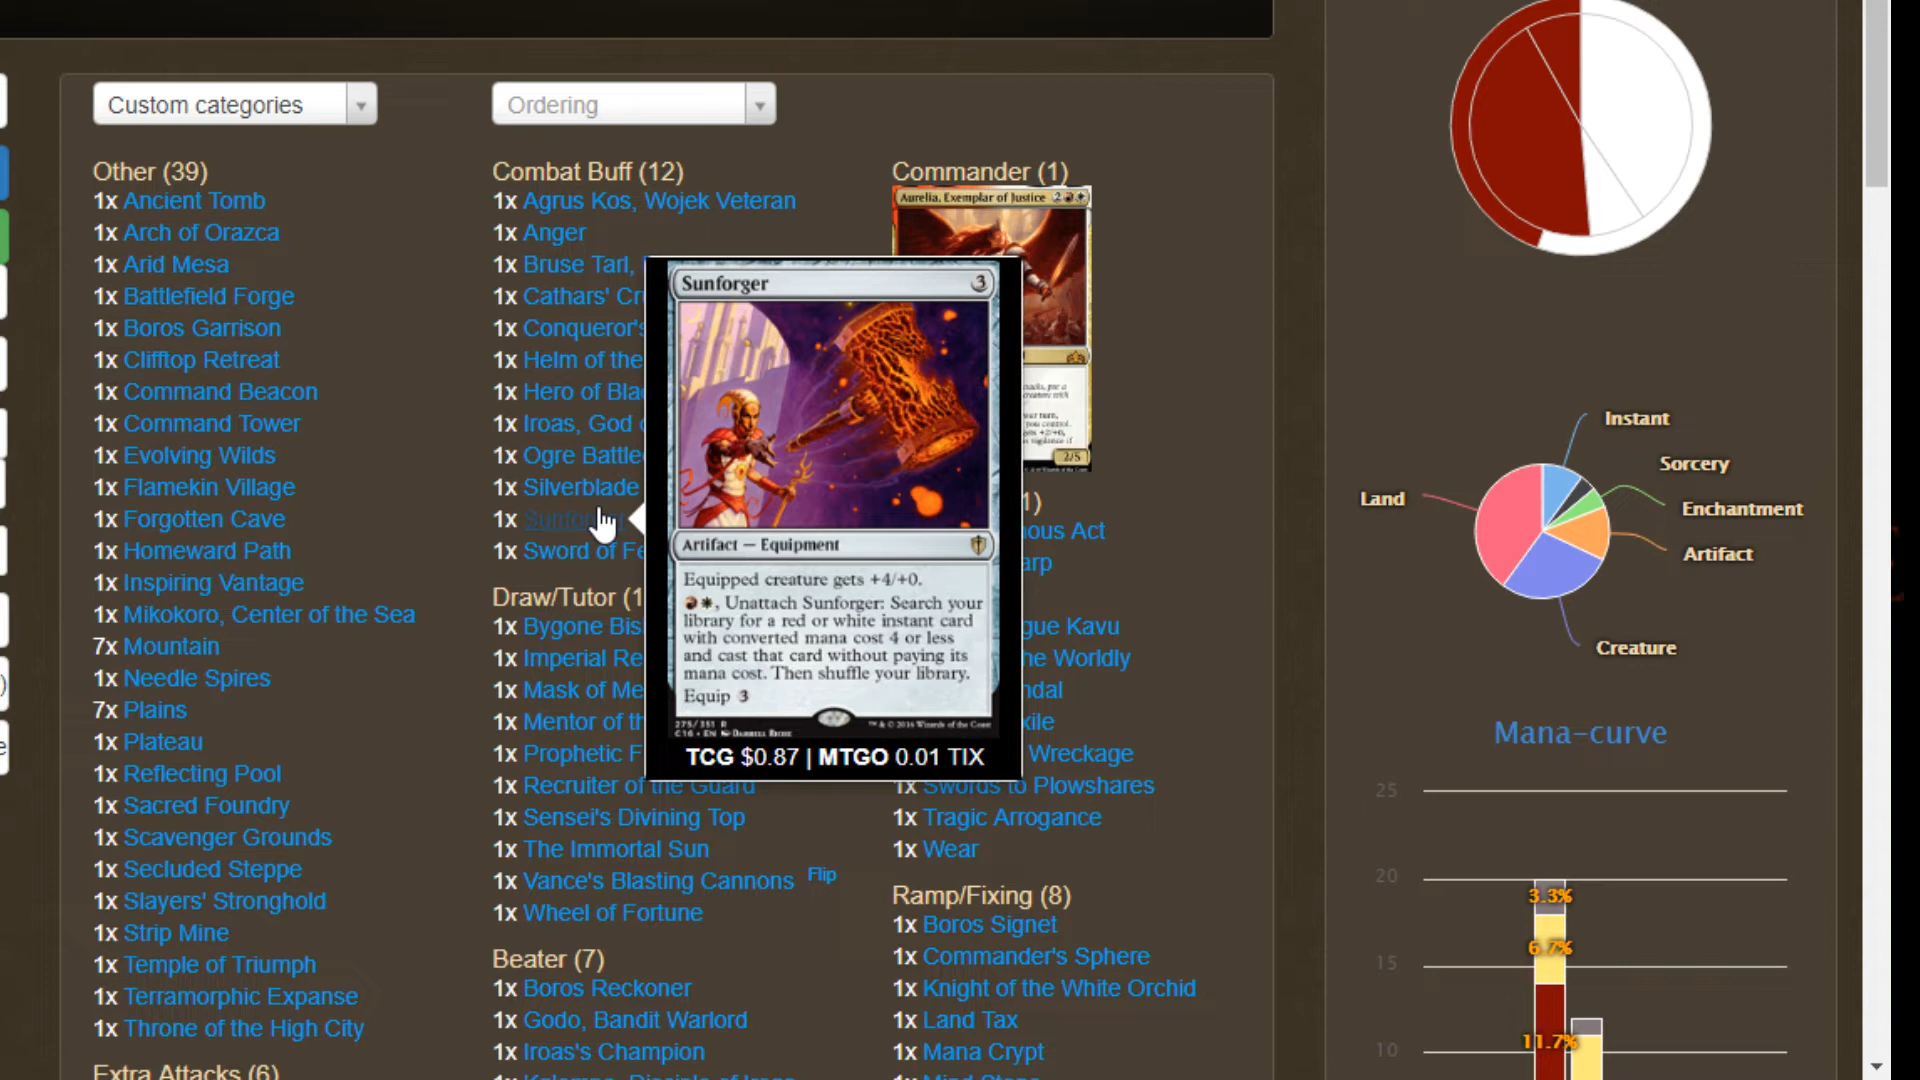 Custom categories
Ordering
Other (39)
1x Ancient Tomb
1x Arch of Orazca
1x Arid Mesa
1x Battlefield Forge
1x Boros Garrison
1x Clifftop Retreat
1x Command Beacon
1x Command Tower
1x Evolving Wilds
1x Flamekin Village
1x Forgotten Cave
1x Homeward Path
1x Inspiring Vantage
1x Mikokoro, Center of the Sea
7x Mountain
1x Needle Spires
7x Plains
1x Plateau
1x Reflecting Pool
1x Sacred Foundry
1x Scavenger Grounds
1x Secluded Steppe
1x Slayers' Stronghold
1x Strip Mine
1x Temple of Triumph
1x Terramorphic Expanse
1x Throne of the High City
Extra Attacks (6)
Combat Buff (12)
1x Agrus Kos, Wojek Veteran
1x Anger
1x Bruse Tarl,
1x Cathars'
1x Conqueror's
1x Helm of the
1x Hero of
1x Iroas, God
1x Ogre
1x Silverblade
1x
1x Sword of
Draw/Tutor
1x Bygone
1x Imperial
1x Mask of
1x Mentor of
1x Prophetic
1x Recruiter of the Guard
1x Sensei's Divining Top
1x The Immortal Sun
1x Vance's Blasting Cannons Flip
1x Wheel of Fortune
Beater (7)
1x Boros Reckoner
1x Godo, Bandit Warlord
1x Iroas's Champion
Sunforger 3
Artifact — Equipment
Equipped creature gets +4/+0.
, Unattach Sunforger: Search your
library for a red or white instant card
with converted mana cost 4 or less
and cast that card without paying its
mana cost. Then shuffle your library.
Equip 3
275/351 R
C16 • EN Darrell Riche
™ & © 2016 Wizards of the Coast
TCG $0.87 | MTGO 0.01 TIX
Commander (1)
Aurelia, Exemplar of Justice 2
2/5
1)
Act
Kavu
Worldly
Wreckage
1x Swords to Plowshares
1x Tragic Arrogance
1x Wear
Ramp/Fixing (8)
1x Boros Signet
1x Commander's Sphere
1x Knight of the White Orchid
1x Land Tax
1x Mana Crypt
Instant
Sorcery
Land
Enchantment
Artifact
Creature
Mana-curve
25
20
3.3%
6.7%
15
11.7%
10